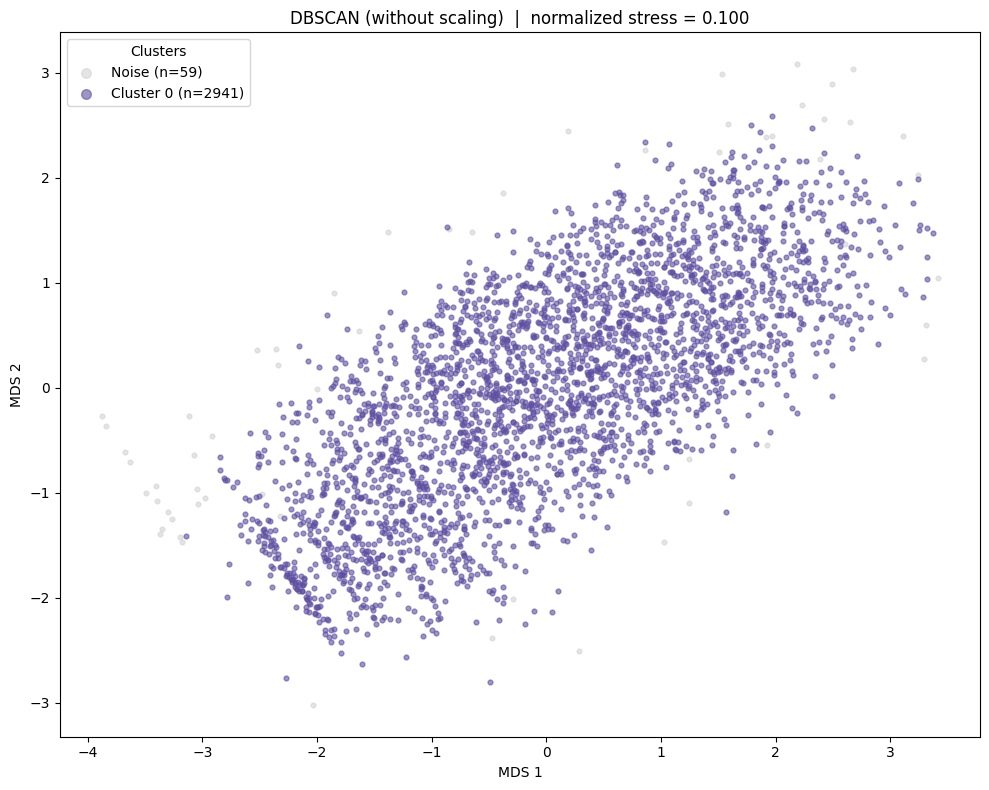 DBSCAN (without scaling)  |  normalized stress = 0.100
Clusters
Noise (n=59)
Cluster 0 (n=2941)
3
2
1
0
−1
−2
−3
MDS 2
−4 −3 −2 −1 0 1 2 3
MDS 1